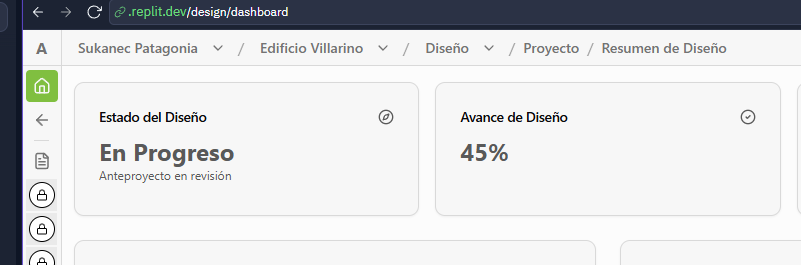 .replit.dev/design/dashboard
A Sukanec Patagonia / Edificio Villarino / Diseño / Proyecto / Resumen de Diseño
Estado del Diseño
En Progreso
Anteproyecto en revisión
Avance de Diseño
45%